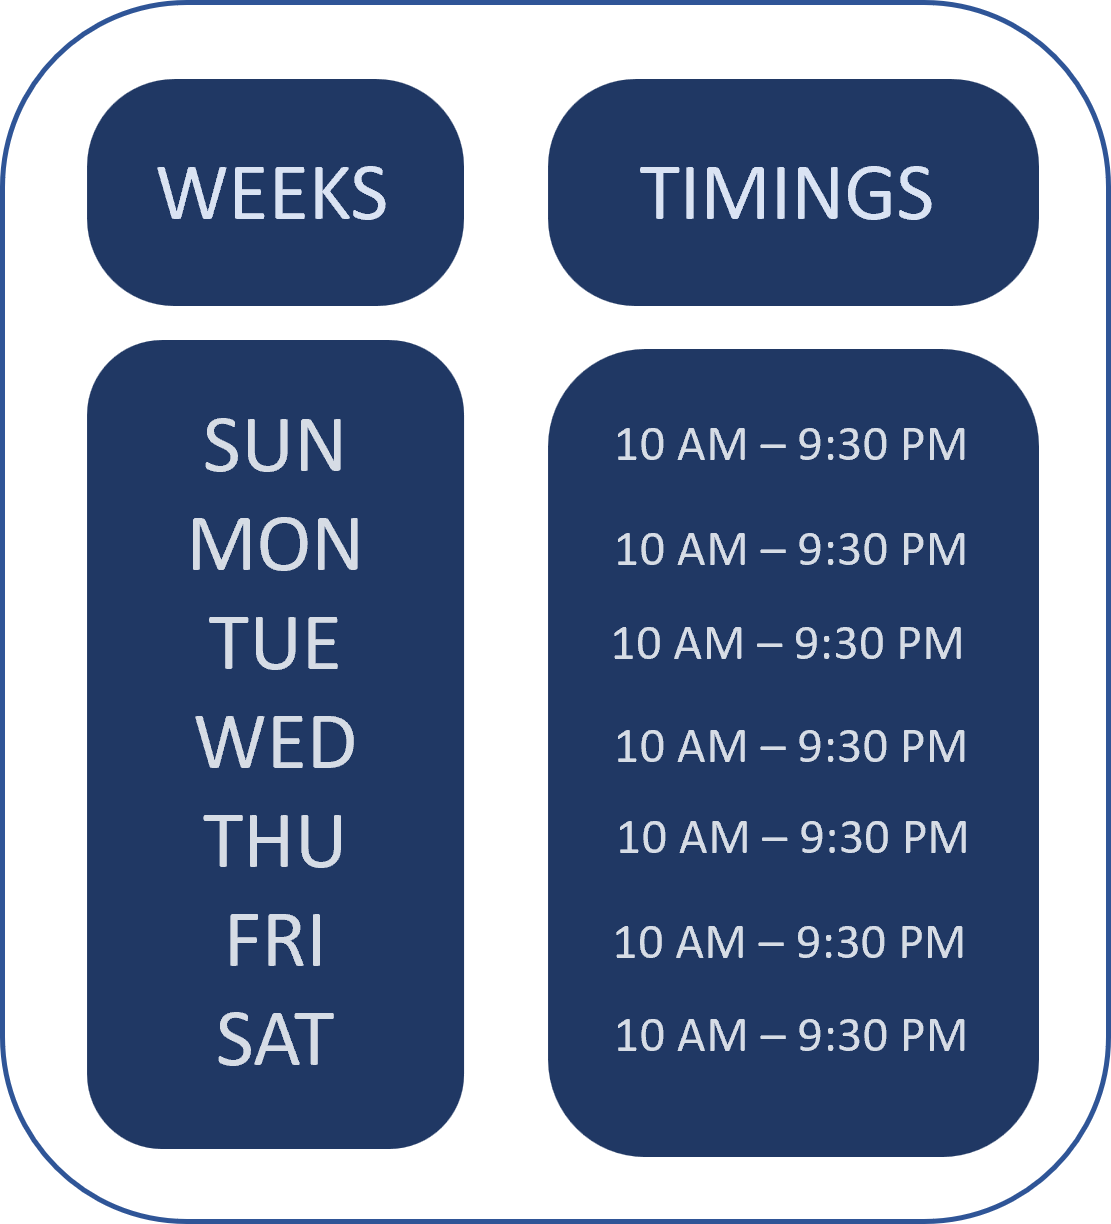 WEEKS TIMINGS
SUN 10 AM – 9:30 PM
MON 10 AM – 9:30 PM
TUE 10 AM – 9:30 PM
WED 10 AM – 9:30 PM
THU 10 AM – 9:30 PM
FRI 10 AM – 9:30 PM
SAT 10 AM – 9:30 PM